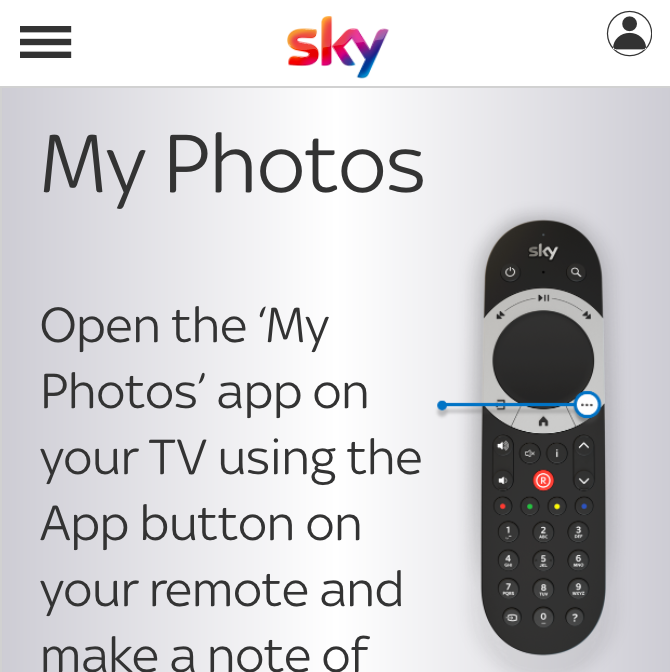 sky
My Photos
Open the ‘My
Photos’ app on
your TV using the
App button on
your remote and
make a note of
sky
i
R
1
2 ABC
3 DEF
4 GHI
5 JKL
6 MNO
7 PQRS
8 TUV
9 WXYZ
0
?